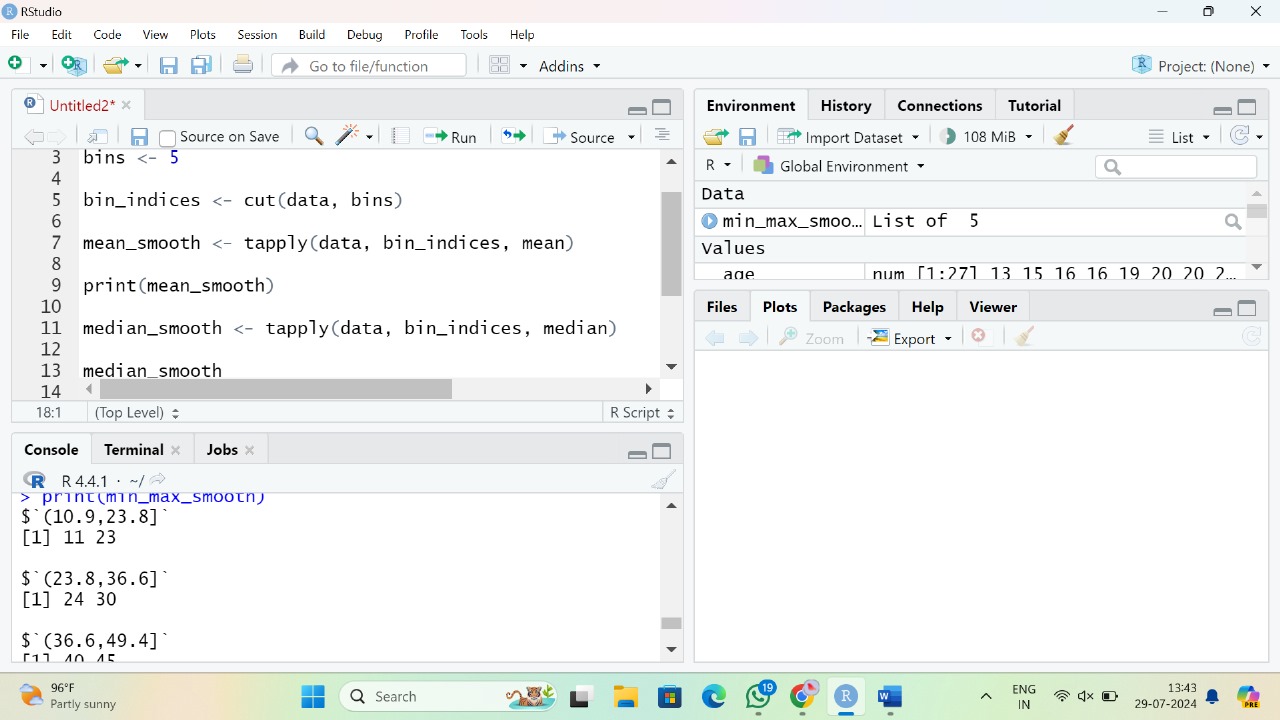 RStudio
File Edit Code View Plots Session Build Debug Profile Tools Help
Go to file/function Addins Project: (None)
Untitled2*
Source on Save Run Source
3 bins <- 5
4
5 bin_indices <- cut(data, bins)
6
7 mean_smooth <- tapply(data, bin_indices, mean)
8
9 print(mean_smooth)
10
11 median_smooth <- tapply(data, bin_indices, median)
12
13 median_smooth
14
18:1 (Top Level) R Script
Console Terminal Jobs
R 4.4.1 · ~/
> print(min_max_smooth)
$`(10.9,23.8]`
[1] 11 23
$`(23.8,36.6]`
[1] 24 30
$`(36.6,49.4]`
[1] 40 45
Environment History Connections Tutorial
Import Dataset 108 MiB List
R Global Environment
Data
min_max_smoo... List of 5
Values
age num [1:27] 13 15 16 16 19 20 20 2...
Files Plots Packages Help Viewer
Zoom Export
96°F
Partly sunny
Search
19
ENG
IN
13:43
29-07-2024
PRE